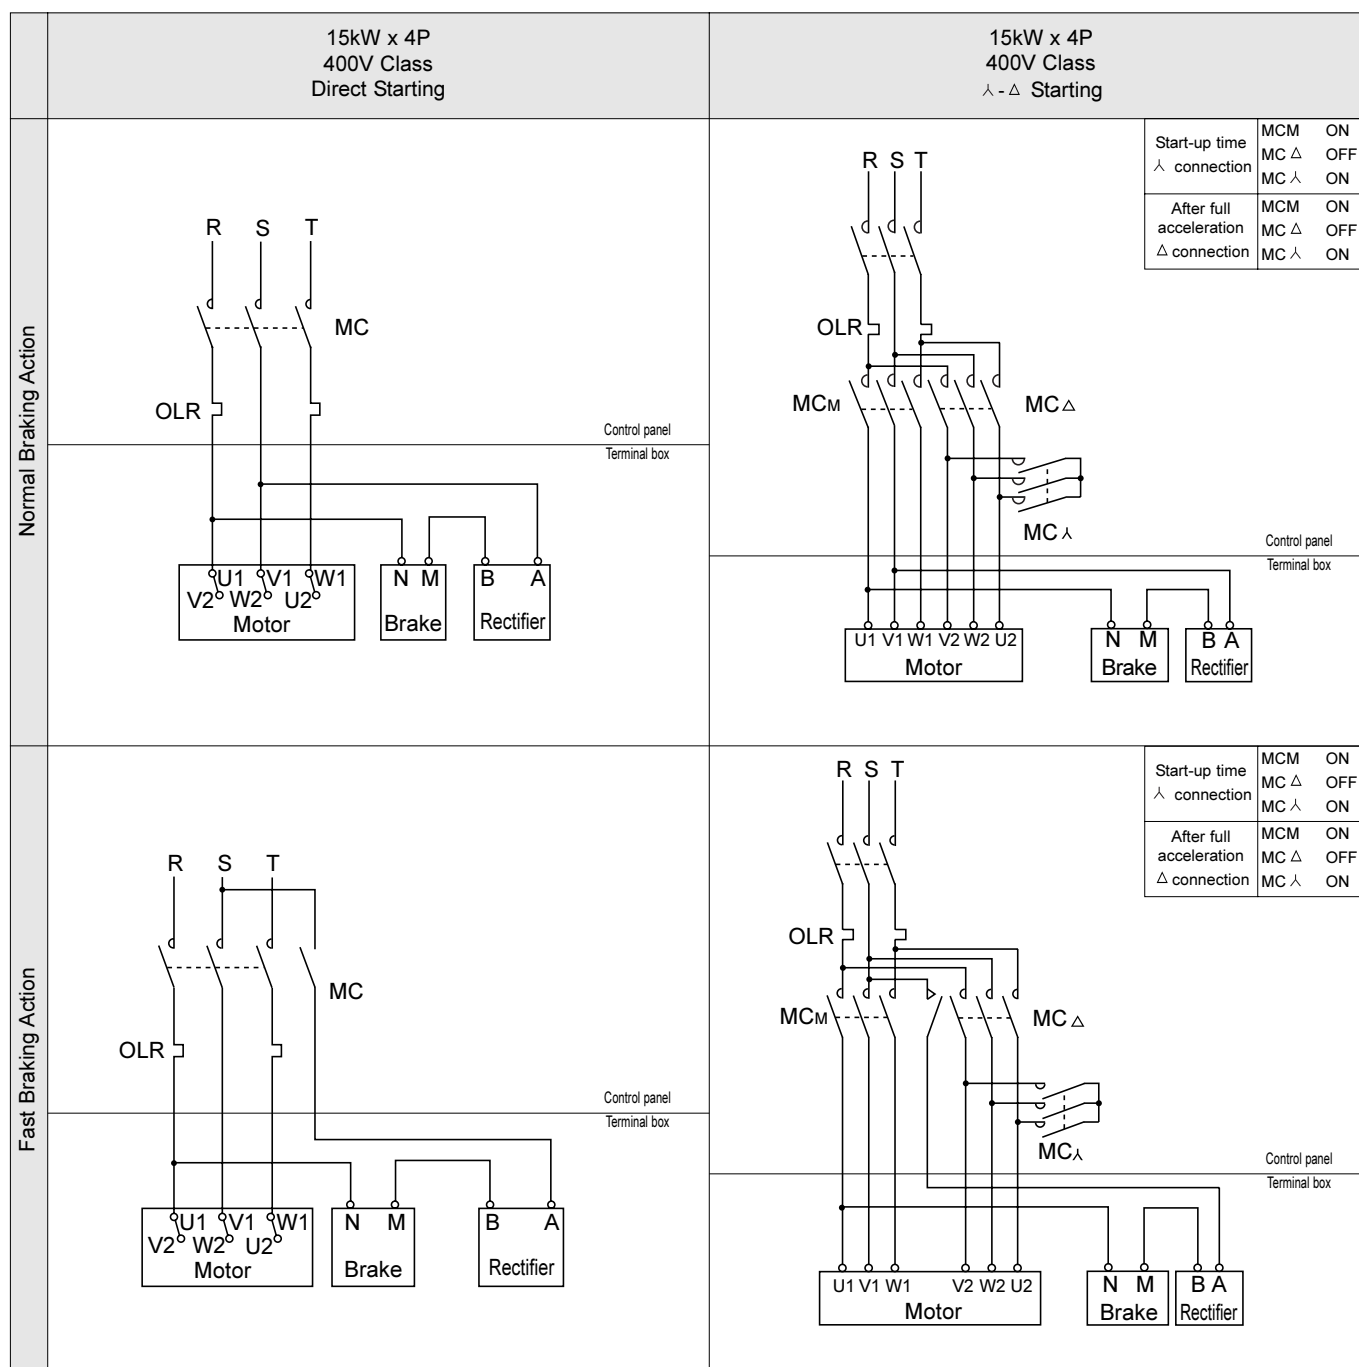 15kW x 4P
400V Class
Direct Starting
15kW x 4P
400V Class
⅄ - △ Starting
Normal Braking Action
R S T
MC
OLR
Control panel
Terminal box
U1 V1 W1
V2 W2 U2
Motor
N M
Brake
B A
Rectifier
Start-up time
⅄ connection
MCM ON
MC △ OFF
MC ⅄ ON
After full
acceleration
△ connection
MCM ON
MC △ OFF
MC ⅄ ON
R S T
OLR
MCM
MC △
MC ⅄
Control panel
Terminal box
U1 V1 W1 V2 W2 U2
Motor
N M
Brake
B A
Rectifier
Fast Braking Action
R S T
MC
OLR
Control panel
Terminal box
U1 V1 W1
V2 W2 U2
Motor
N M
Brake
B A
Rectifier
Start-up time
⅄ connection
MCM ON
MC △ OFF
MC ⅄ ON
After full
acceleration
△ connection
MCM ON
MC △ OFF
MC ⅄ ON
R S T
OLR
MCM
MC △
MC⅄
Control panel
Terminal box
U1 V1 W1 V2 W2 U2
Motor
N M
Brake
B A
Rectifier